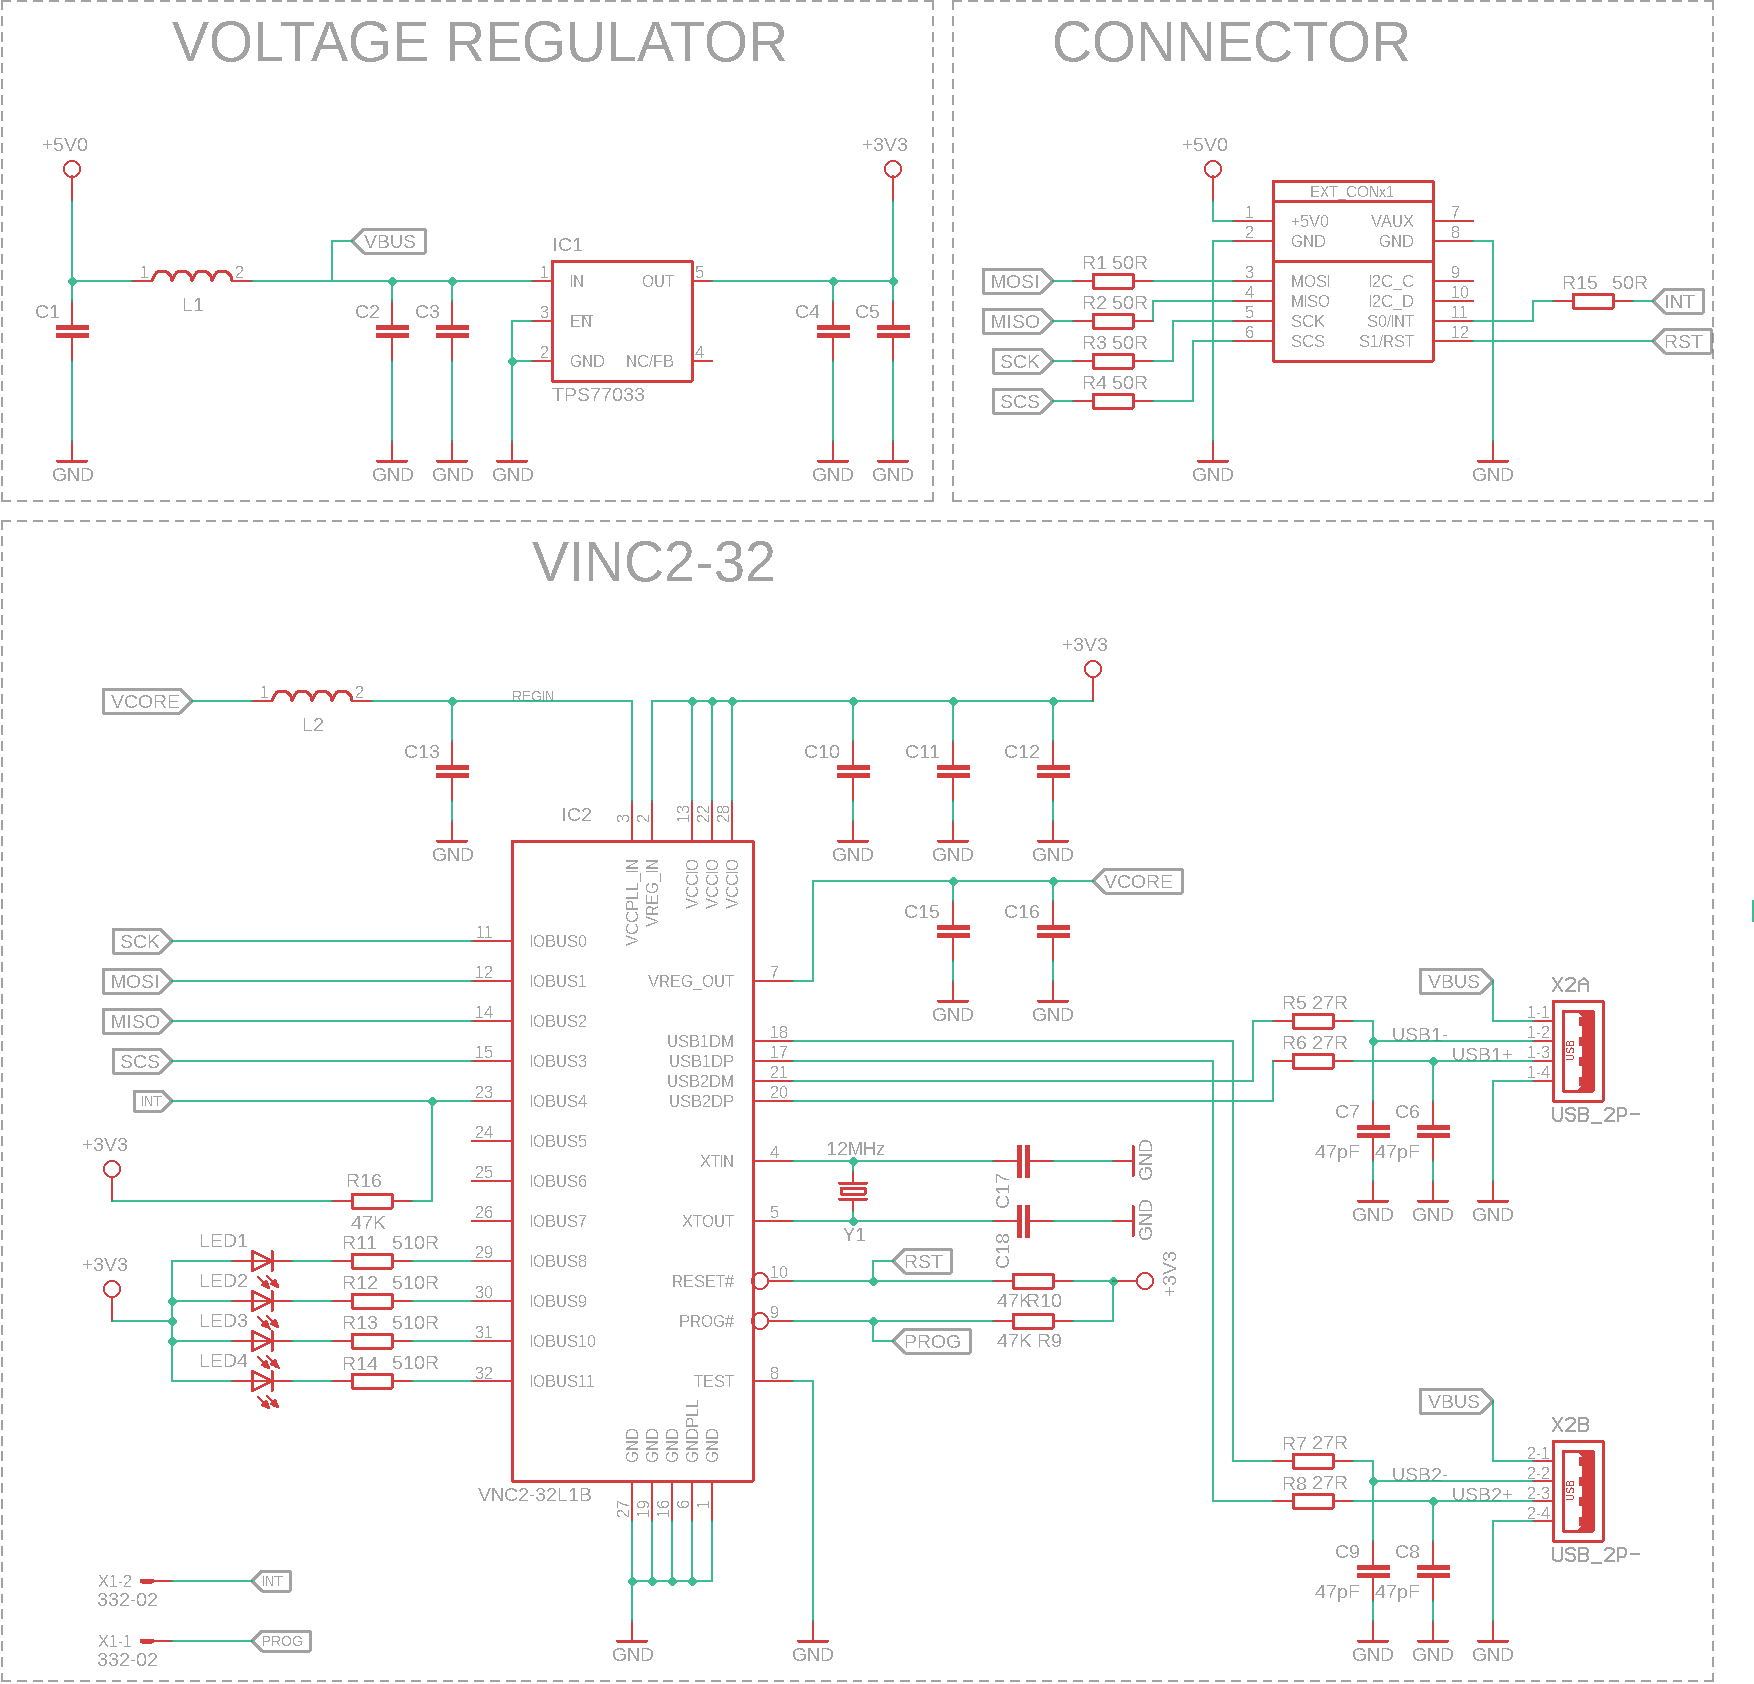 VOLTAGE REGULATOR
+5V0
+3V3
VBUS
IC1
1
2
L1
C1
C2
C3
1
IN
OUT
5
3
EN
2
GND
NC/FB
4
TPS77033
C4
C5
GND
GND
GND
GND
GND
GND
CONNECTOR
+5V0
EXT_CONx1
1
+5V0
VAUX
7
2
GND
GND
8
MOSI
R1 50R
3
MOSI
I2C_C
9
MISO
R2 50R
4
MISO
I2C_D
10
SCK
R3 50R
5
SCK
S0/INT
11
SCS
R4 50R
6
SCS
S1/RST
12
R15 50R
INT
RST
GND
GND
VINC2-32
+3V3
VCORE
1
2
L2
REGIN
C13
C10
C11
C12
GND
GND
GND
GND
IC2
3
2
13
22
28
VCCPLL_IN
VREG_IN
VCCIO
VCCIO
VCCIO
VCORE
C15
C16
GND
GND
SCK
11
IOBUS0
MOSI
12
IOBUS1
VREG_OUT
7
MISO
14
IOBUS2
SCS
15
IOBUS3
INT
23
IOBUS4
24
IOBUS5
25
IOBUS6
26
IOBUS7
29
IOBUS8
30
IOBUS9
31
IOBUS10
32
IOBUS11
USB1DM
18
USB1DP
17
USB2DM
21
USB2DP
20
XTIN
4
XTOUT
5
RESET#
10
PROG#
9
TEST
8
+3V3
R16
47K
+3V3
LED1
R11 510R
LED2
R12 510R
LED3
R13 510R
LED4
R14 510R
12MHz
Y1
C17
GND
C18
GND
RST
47K
R10
+3V3
PROG
47K R9
GND
GND
GND
GNDPLL
GND
VNC2-32L1B
27
19
16
6
1
GND
GND
R5 27R
R6 27R
VBUS
X2A
USB1-
USB1+
1-1
1-2
1-3
1-4
USB
USB_2P-
C7
C6
47pF
47pF
GND
GND
GND
R7 27R
R8 27R
VBUS
X2B
USB2-
USB2+
2-1
2-2
2-3
2-4
USB
USB_2P-
C9
C8
47pF
47pF
GND
GND
GND
X1-2
332-02
INT
X1-1
332-02
PROG